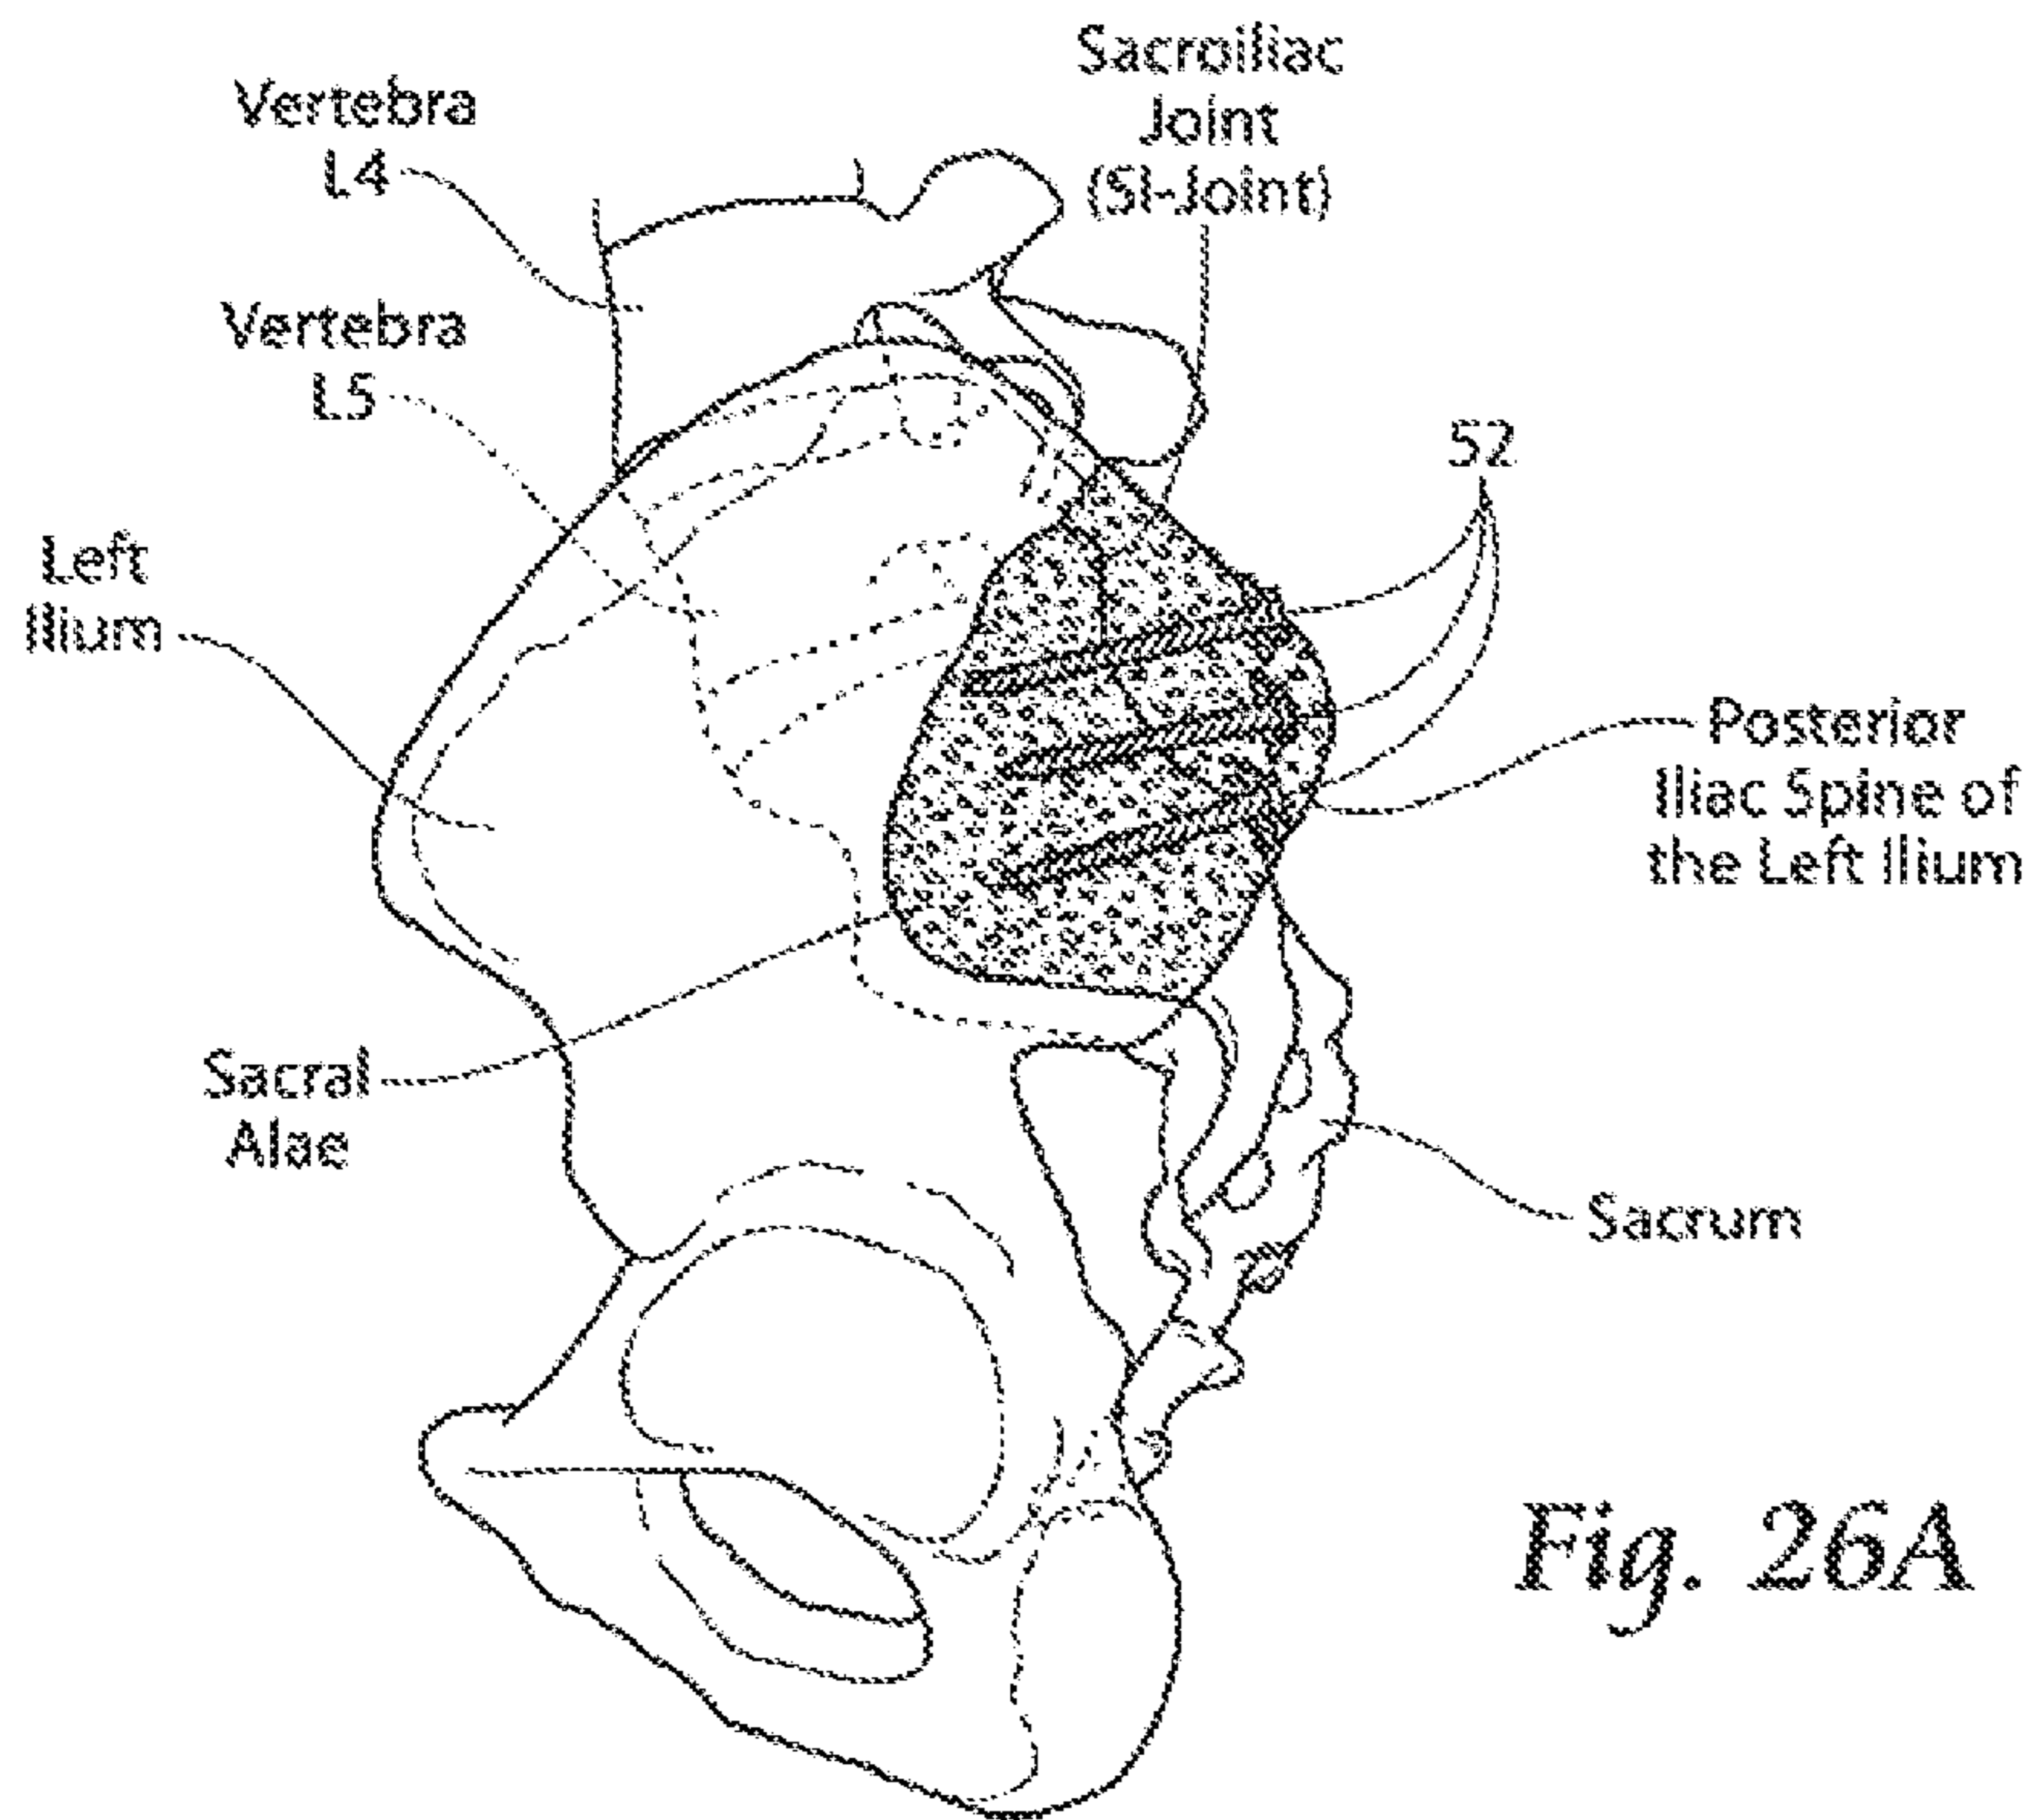 Sacroiliac
Joint
(SI-Joint)
Vertebra
L4
Vertebra
L5
52
Left
Ilium
Posterior
Iliac Spine of
the Left Ilium
Sacral
Alae
Sacrum
Fig. 26A